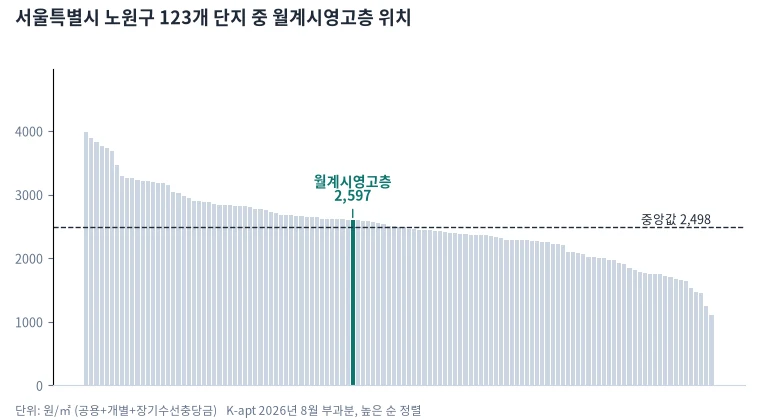 서울특별시 노원구 123개 단지 중 월계시영고층 위치
4000
3000
2000
1000
0
월계시영고층
2,597
중앙값 2,498
단위: 원/㎡ (공용+개별+장기수선충당금) K-apt 2026년 8월 부과분, 높은 순 정렬